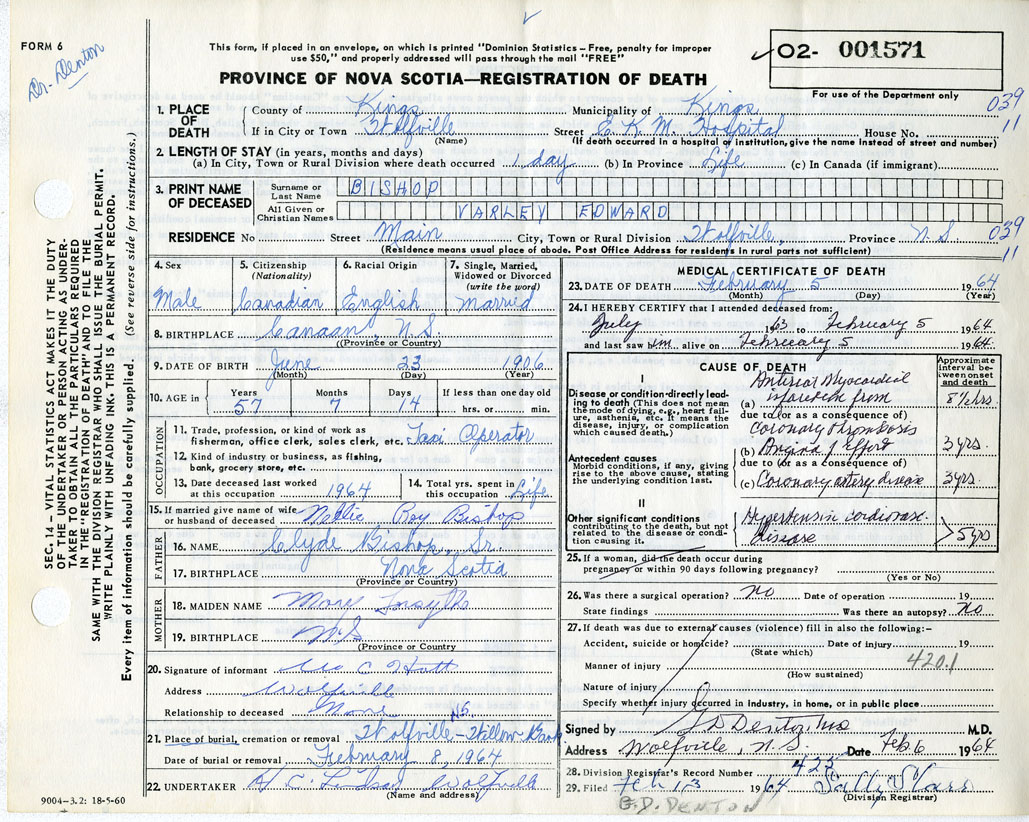 FORM 6
Dr. Denton
This form, if placed in an envelope, on which is printed "Dominion Statistics – Free, penalty for improper
use $50," and properly addressed will pass through the mail "FREE"
PROVINCE OF NOVA SCOTIA—REGISTRATION OF DEATH
O2- 001571
For use of the Department only
039
11
1. PLACE OF DEATH
County of Kings Municipality of Kings
If in City or Town Wolfville Street E. K. M. Hospital House No.
(Name) (If death occurred in a hospital or institution, give the name instead of street and number)
2. LENGTH OF STAY (in years, months and days)
(a) In City, Town or Rural Division where death occurred 1 day (b) In Province Life (c) In Canada (if immigrant)
3. PRINT NAME OF DECEASED
Surname or Last Name BISHOP
All Given or Christian Names VARLEY EDWARD
RESIDENCE No Street Main City, Town or Rural Division Wolfville, Province N.S.
039
11
(Residence means usual place of abode. Post Office Address for residents in rural parts not sufficient)
4. Sex
Male
5. Citizenship
(Nationality)
Canadian
6. Racial Origin
English
7. Single, Married, Widowed or Divorced
(write the word)
Married
8. BIRTHPLACE Canaan, N.S.
(Province or Country)
9. DATE OF BIRTH June 23 1906
(Month) (Day) (Year)
10. AGE in
Years 57
Months 7
Days 14
If less than one day old
hrs. or min.
OCCUPATION
11. Trade, profession, or kind of work as
fisherman, office clerk, sales clerk, etc. Taxi Operator
12. Kind of industry or business, as fishing,
bank, grocery store, etc.
13. Date deceased last worked
at this occupation 1964
14. Total yrs. spent in
this occupation Life
15. If married give name of wife
or husband of deceased Nellie Roy Bishop
FATHER
16. NAME Clyde Bishop, Sr.
17. BIRTHPLACE Nova Scotia
(Province or Country)
MOTHER
18. MAIDEN NAME Mary Forsythe
19. BIRTHPLACE N.S
(Province or Country)
20. Signature of informant C Hatt
Address Wolfville
Relationship to deceased None
N.S.
21. Place of burial, cremation removal Wolfville – Willow Bank
Date of burial or removal February 8, 1964
22. UNDERTAKER H. C. Lindsay Wolfville
(Name and address)
9004–3.2: 18-5-60
MEDICAL CERTIFICATE OF DEATH
23. DATE OF DEATH February 5 1964
(Month) (Day) (Year)
24. I HEREBY CERTIFY that I attended deceased from:
July 1963 to February 5 1964
and last saw him alive on February 5 1964
CAUSE OF DEATH
Approximate interval between onset and death
I
Disease or condition directly leading to death (This does not mean the mode of dying, e.g., heart failure, asthenia, etc. It means the disease, injury, or complication which caused death.)
(a) Anterior Myocardial
infarction from 8½ hrs.
due to (or as a consequence of)
Coronary thrombosis
Antecedent causes
Morbid conditions, if any, giving rise to the above cause, stating the underlying condition last.
(b) Angina of Effort 3 yrs.
due to (or as a consequence of)
(c) Coronary artery disease 3 yrs.
II
Other significant conditions
contributing to the death, but not related to the disease or condition causing it.
Hypertensive cardiovasc.
disease >5 yrs
25. If a woman, did the death occur during
pregnancy or within 90 days following pregnancy?
(Yes or No)
26. Was there a surgical operation? No Date of operation 19
State findings Was there an autopsy? No
27. If death was due to external causes (violence) fill in also the following:–
Accident, suicide or homicide? Date of injury 19
(State which)
420.1
Manner of injury
(How sustained)
Nature of injury
Specify whether injury occurred in Industry, in home, or in public place
Signed by Denton, MD M.D.
Address Wolfville, N.S. Date Feb 6 1964
28. Division Registrar's Record Number 425
29. Filed Feb 13 1964 Sally Starr
(Division Registrar)
G.D. DENTON
SEC. 14 – VITAL STATISTICS ACT MAKES IT THE DUTY
OF THE UNDERTAKER OR PERSON ACTING AS UNDERTAKER
TO OBTAIN ALL THE PARTICULARS REQUIRED
IN THE "REGISTRATION OF DEATH" AND TO FILE THE
SAME WITH THE DIVISION REGISTRAR WHO SHALL ISSUE THE BURIAL PERMIT.
WRITE PLAINLY WITH UNFADING INK. THIS IS A PERMANENT RECORD.
Every item of information should be carefully supplied. (See reverse side for instructions.)